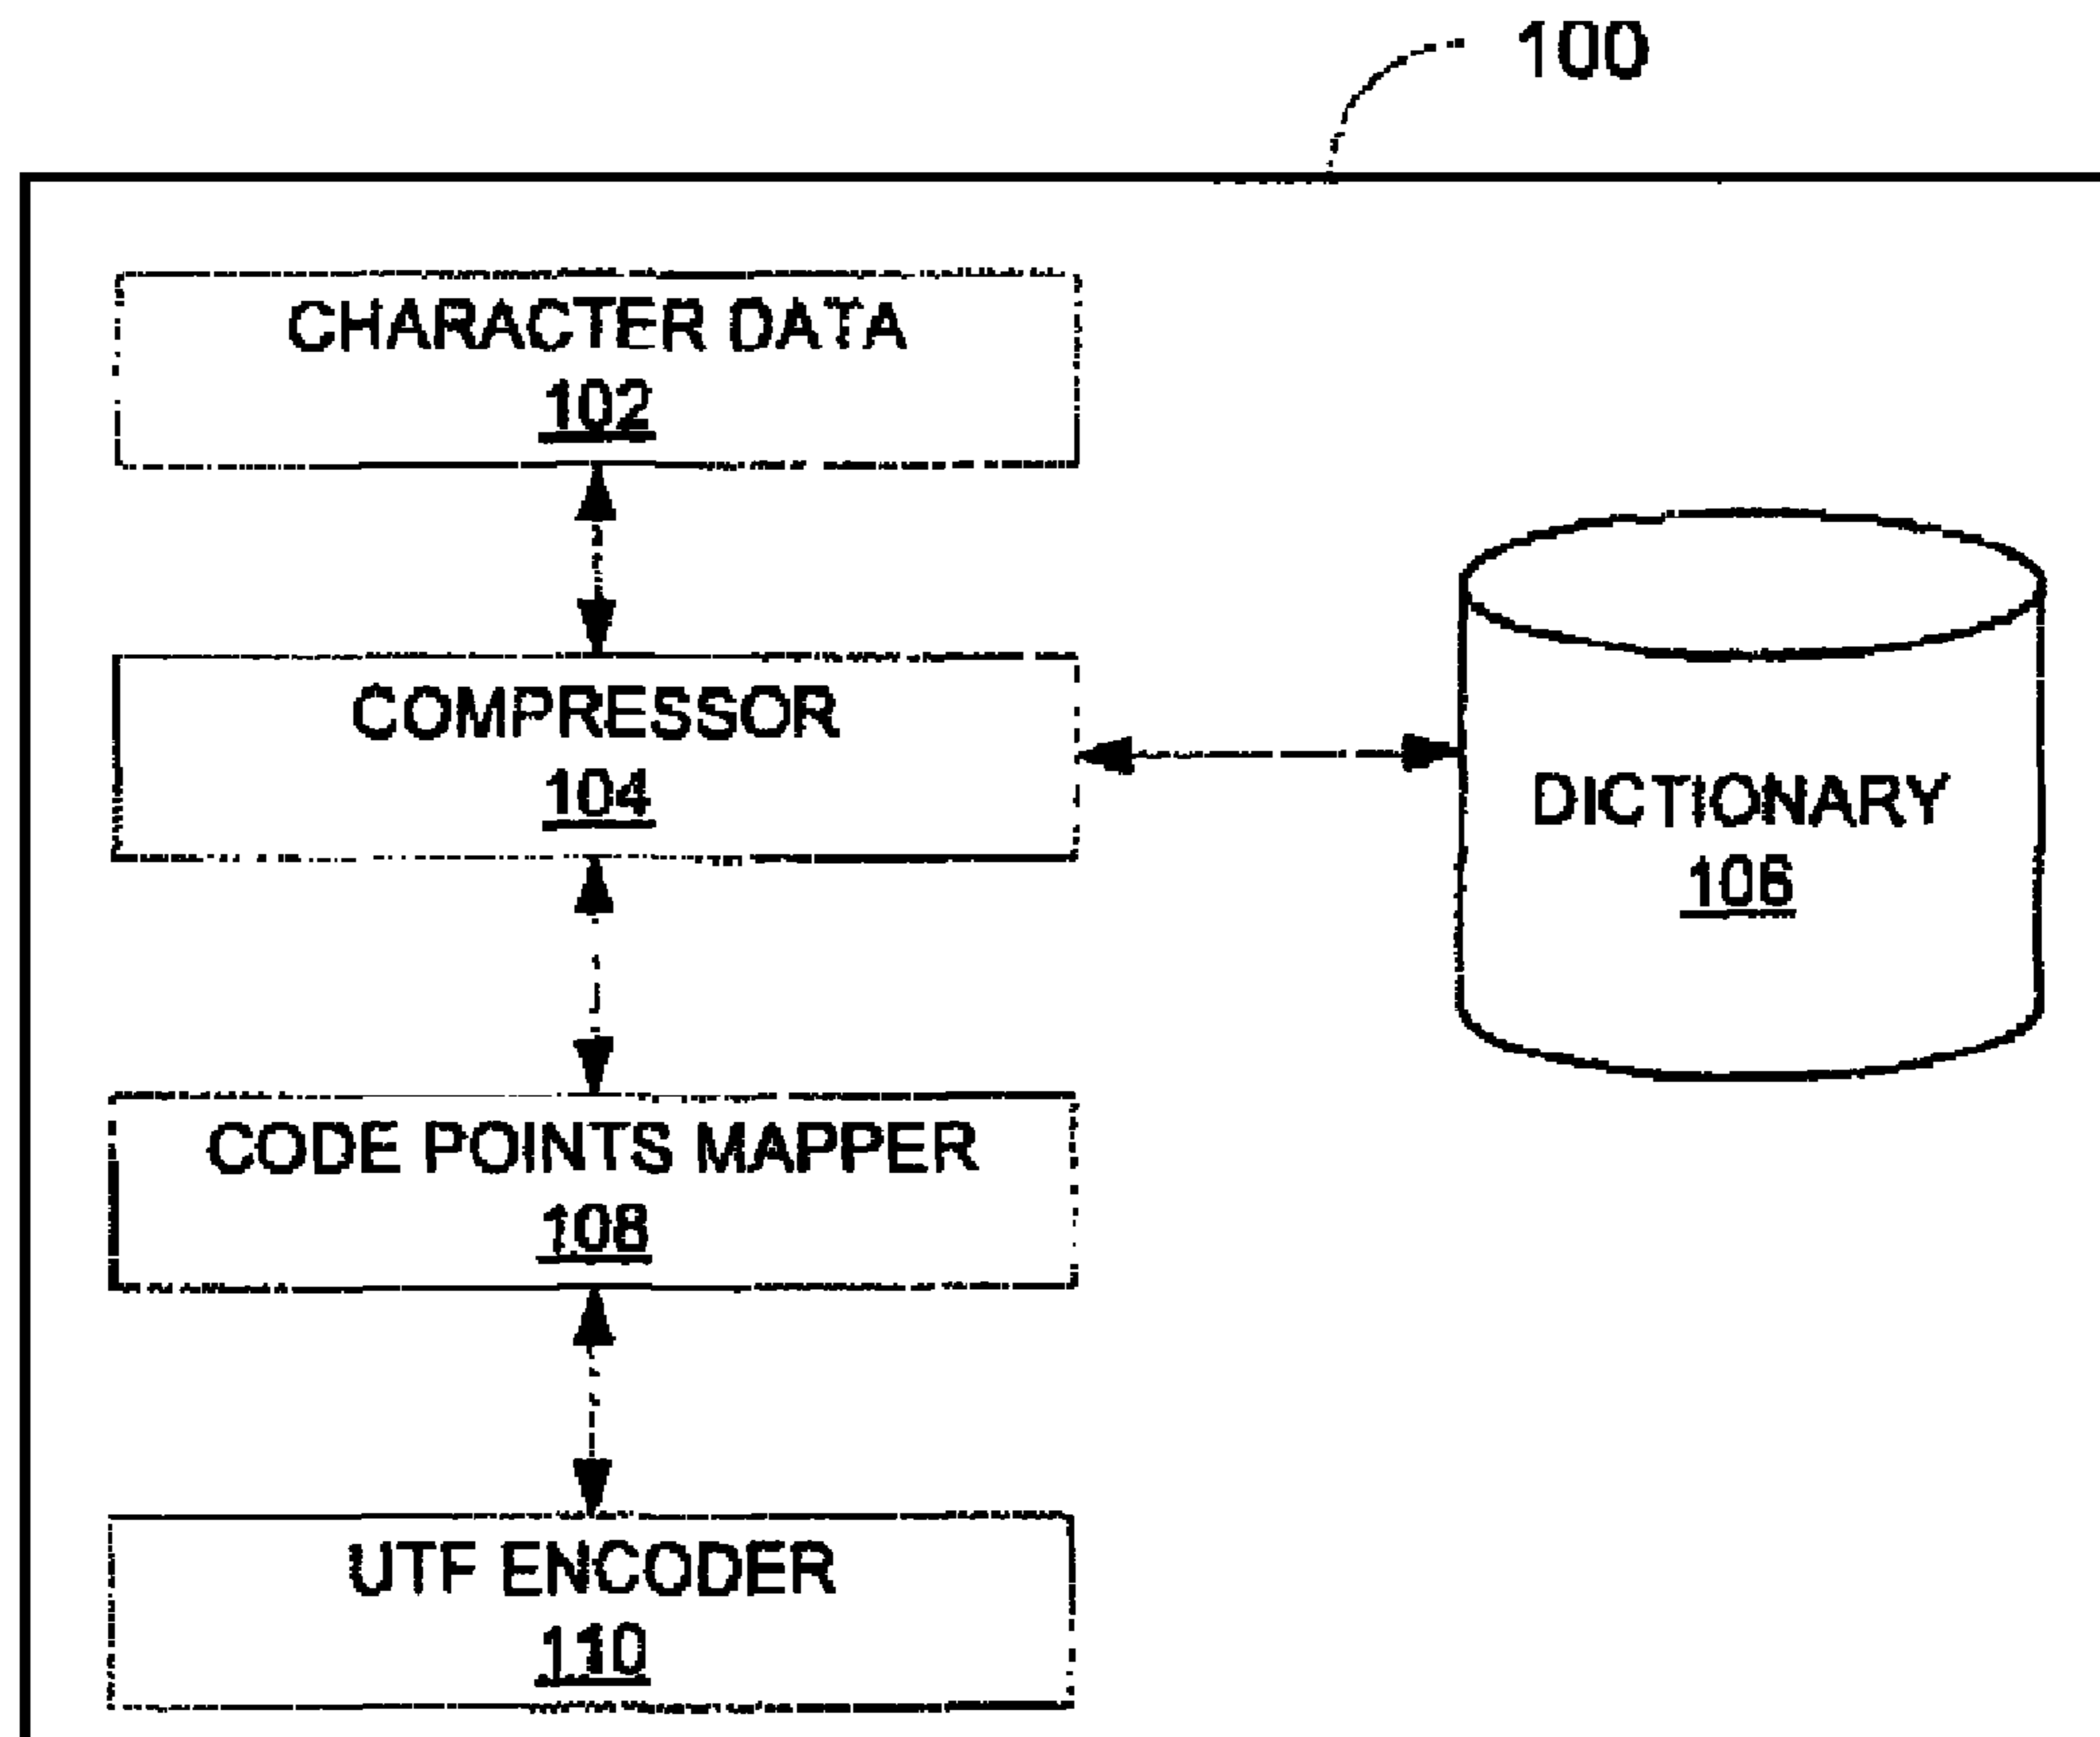 100
CHARACTER DATA
102
COMPRESSOR
104
DICTIONARY
106
CODE POINTS MAPPER
108
UTF ENCODER
110